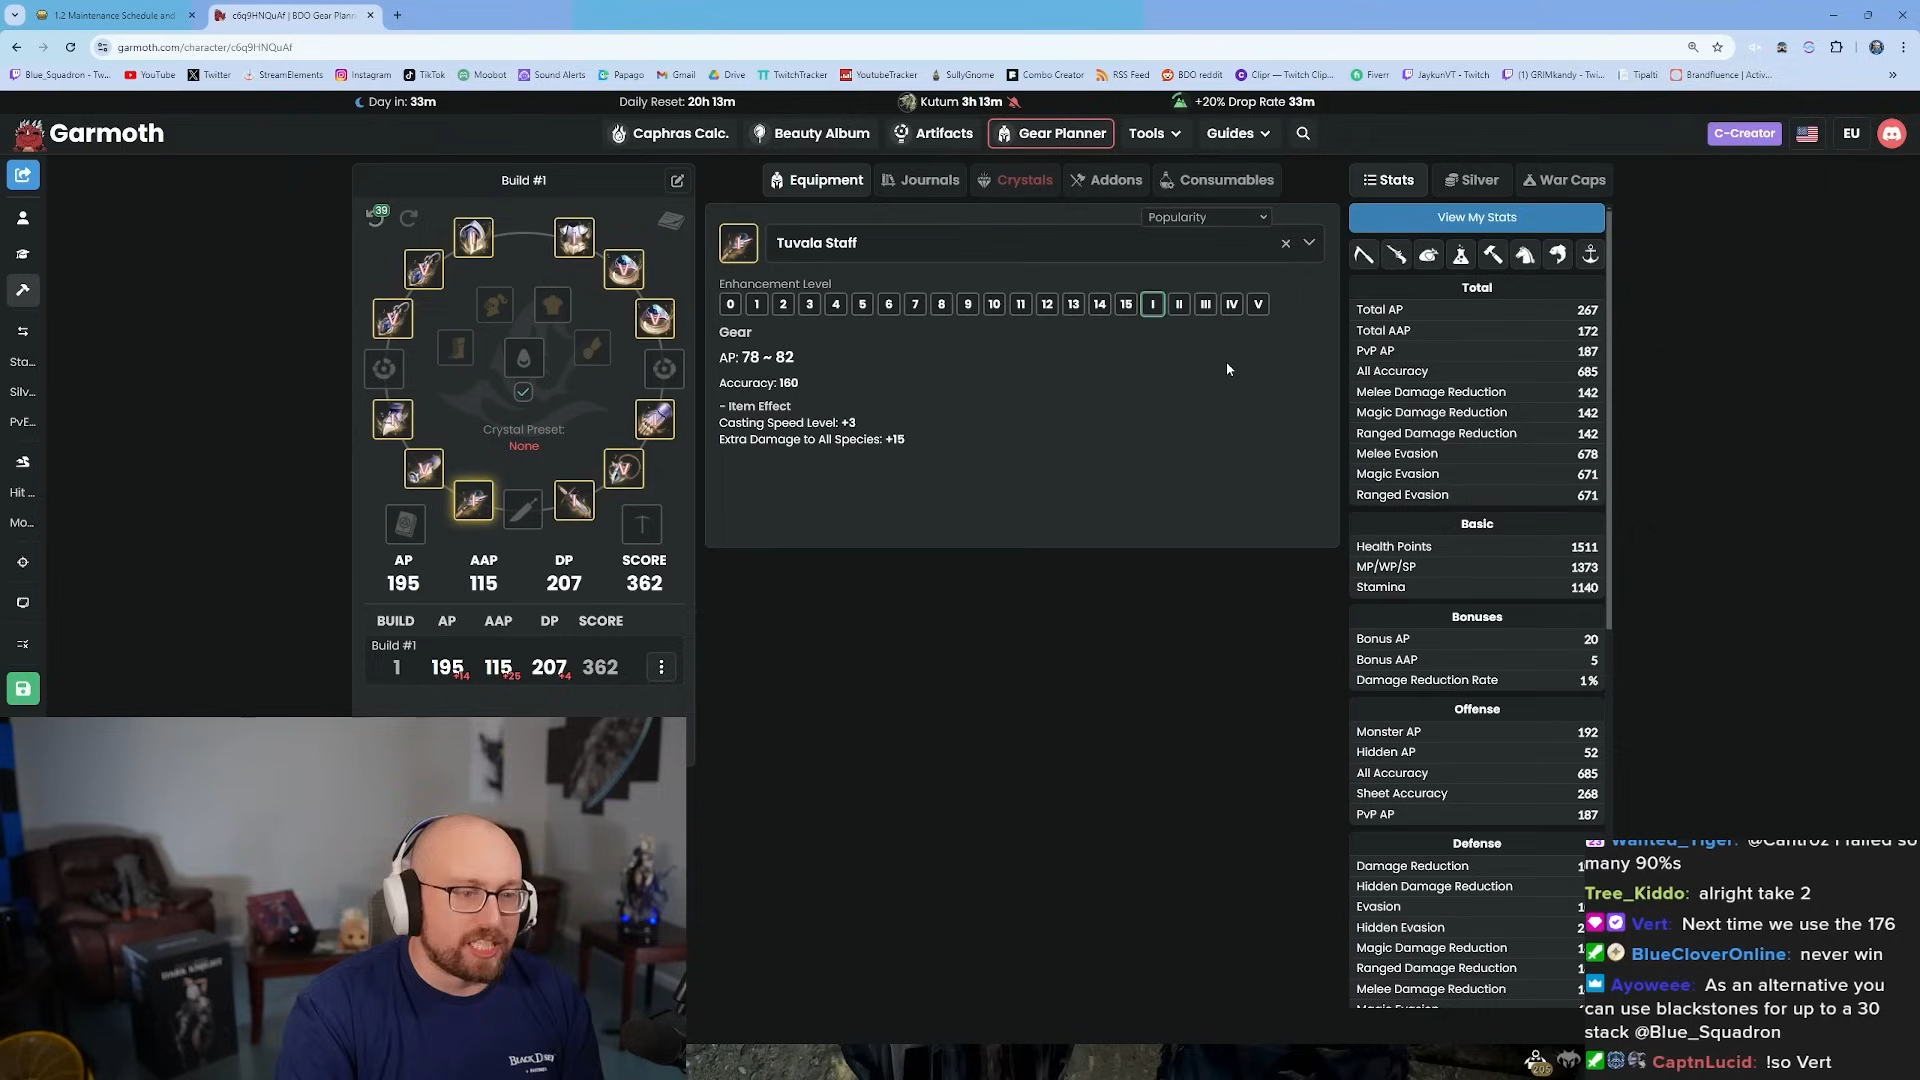 1.2 Maintenance Schedule and
c6q9HNQuAf | BDO Gear Plann
garmoth.com/character/c6q9HNQuAf
Blue_Squadron - Tw... YouTube Twitter StreamElements Instagram TikTok Moobot Sound Alerts Papago Gmail Drive TwitchTracker YoutubeTracker SullyGnome Combo Creator RSS Feed BDO reddit Clipr — Twitch Clip... Fiverr JaykunVT - Twitch (1) GRIMkandy - Twi... Tipalti Brandfluence | Activ...
Day in: 33m Daily Reset: 20h 13m Kutum 3h 13m +20% Drop Rate 33m
Garmoth Caphras Calc. Beauty Album Artifacts Gear Planner Tools Guides C-Creator EU
Build #1
39
Crystal Preset:
None
AP AAP DP SCORE
195 115 207 362
BUILD AP AAP DP SCORE
Build #1
1 195 +14 115 +25 207 +4 362
Sta...
Silv...
PvE...
Hit ...
Mo...
Equipment Journals Crystals Addons Consumables
Popularity
Tuvala Staff
Enhancement Level
0 1 2 3 4 5 6 7 8 9 10 11 12 13 14 15 I II III IV V
Gear
AP: 78 ~ 82
Accuracy: 160
- Item Effect
Casting Speed Level: +3
Extra Damage to All Species: +15
Stats Silver War Caps
View My Stats
Total
Total AP 267
Total AAP 172
PvP AP 187
All Accuracy 685
Melee Damage Reduction 142
Magic Damage Reduction 142
Ranged Damage Reduction 142
Melee Evasion 678
Magic Evasion 671
Ranged Evasion 671
Basic
Health Points 1511
MP/WP/SP 1373
Stamina 1140
Bonuses
Bonus AP 20
Bonus AAP 5
Damage Reduction Rate 1%
Offense
Monster AP 192
Hidden AP 52
All Accuracy 685
Sheet Accuracy 268
PvP AP 187
Defense
Damage Reduction
Hidden Damage Reduction
Evasion
Hidden Evasion
Magic Damage Reduction
Ranged Damage Reduction
Melee Damage Reduction
Magic Evasion
Wanted_Tiger: @Cantroz I failed so
many 90%s
Tree_Kiddo: alright take 2
Vert: Next time we use the 176
BlueCloverOnline: never win
Ayoweee: As an alternative you
can use blackstones for up to a 30
stack @Blue_Squadron
CaptnLucid: !so Vert
205